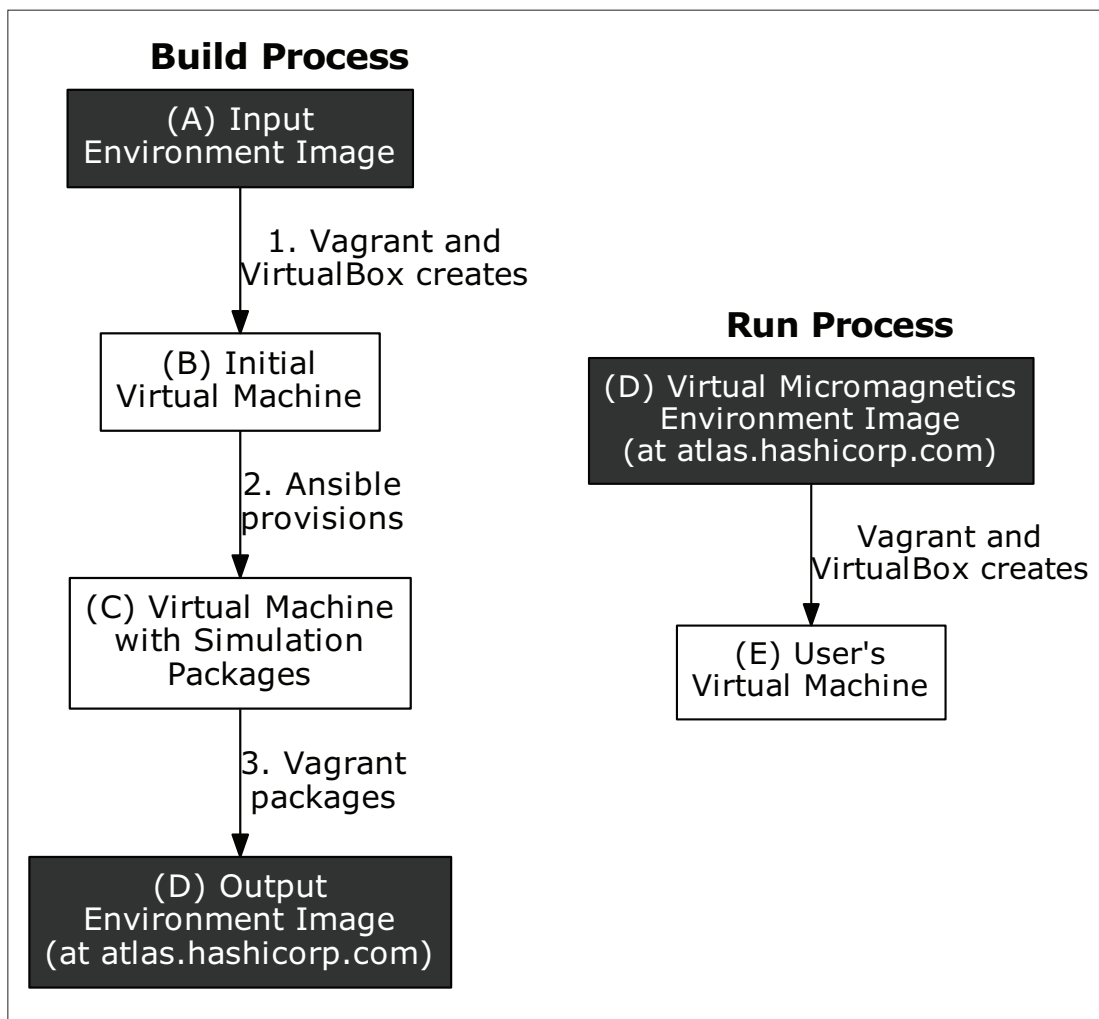 Build Process
(A) Input
Environment Image
1. Vagrant and
VirtualBox creates
(B) Initial
Virtual Machine
2. Ansible
provisions
(C) Virtual Machine
with Simulation
Packages
3. Vagrant
packages
(D) Output
Environment Image
(at atlas.hashicorp.com)
Run Process
(D) Virtual Micromagnetics
Environment Image
(at atlas.hashicorp.com)
Vagrant and
VirtualBox creates
(E) User's
Virtual Machine